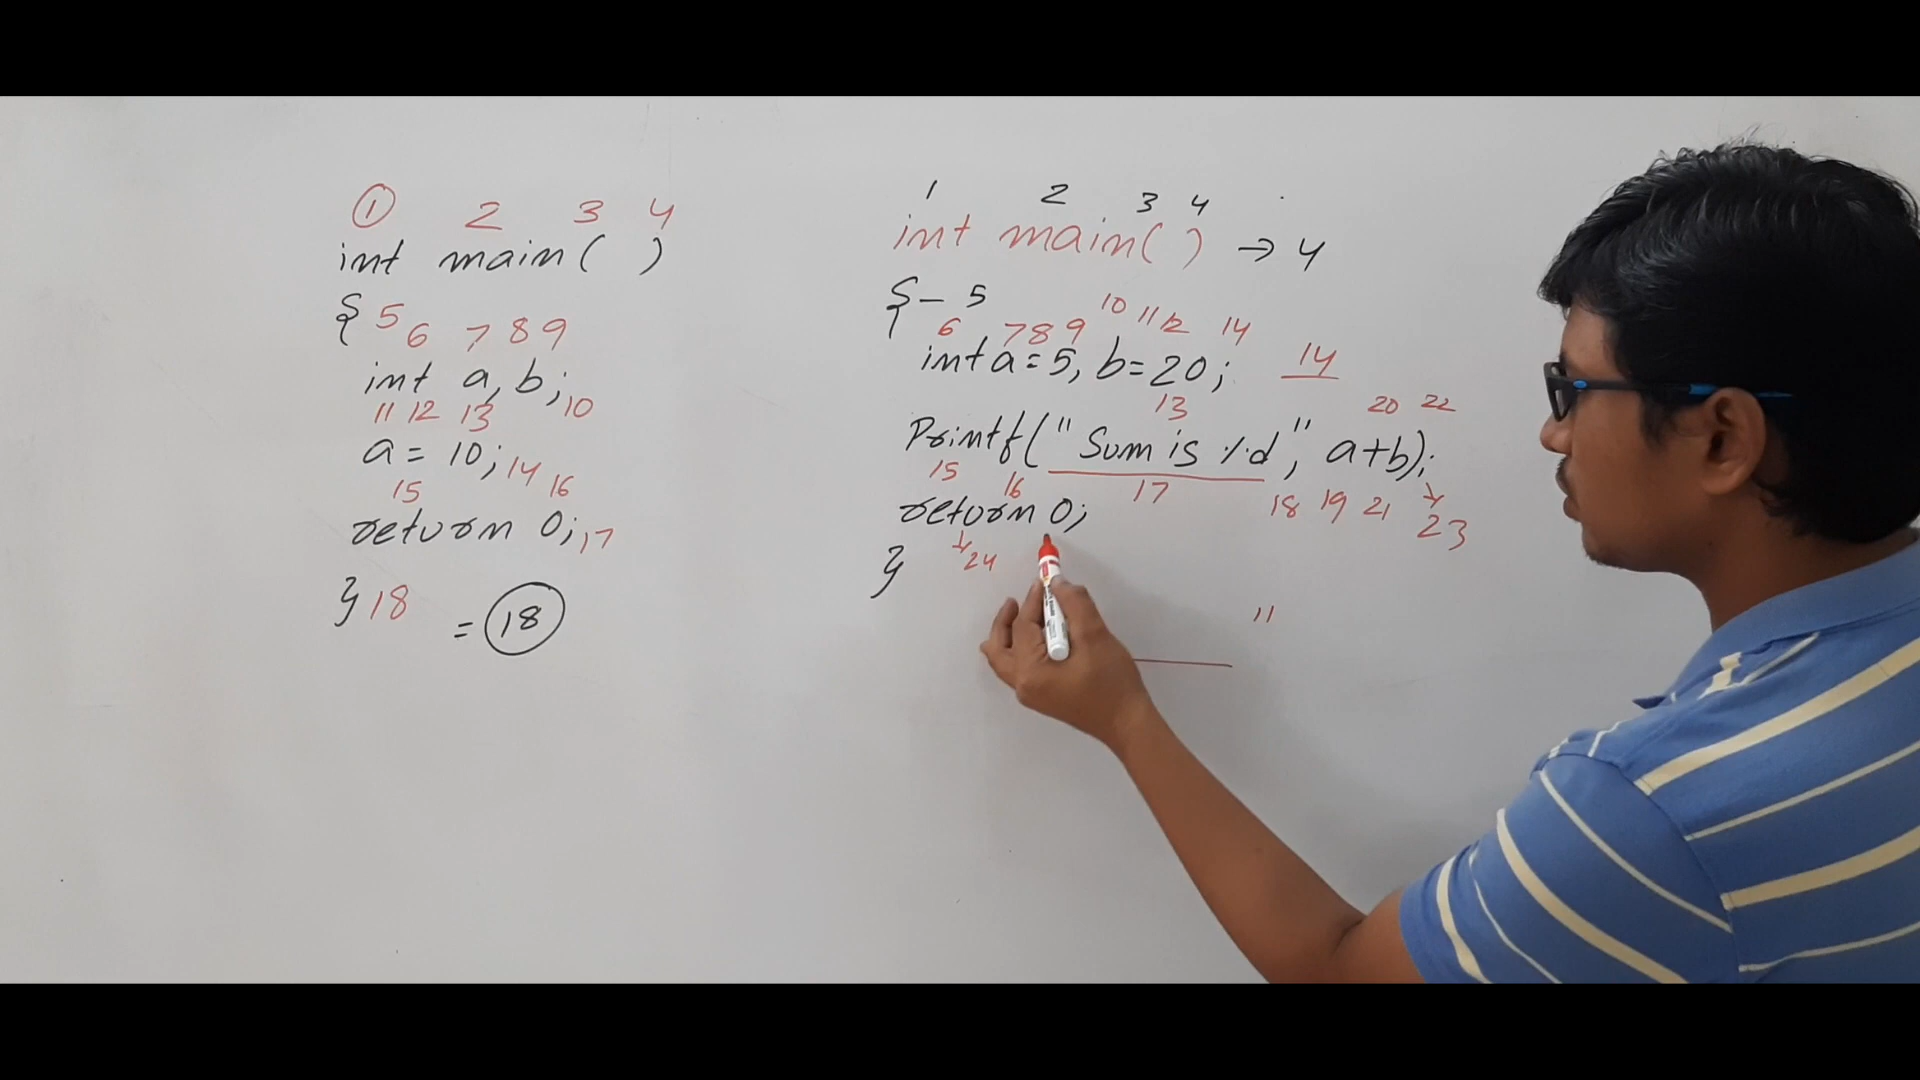 ① 2 3 4
int main( )
{ 5 6 7 8 9
int a, b; 10
11 12 13
a = 10; 14
15 16
return 0; 17
} 18 = 18
1 2 3 4
int main( ) → 4
{ - 5
6 7 8 9 10 11 12 14
int a = 5, b = 20; 14
13 20 22
Printf("Sum is %d", a+b);
15 16 17 18 19 21 23
return 0;
24
}
"